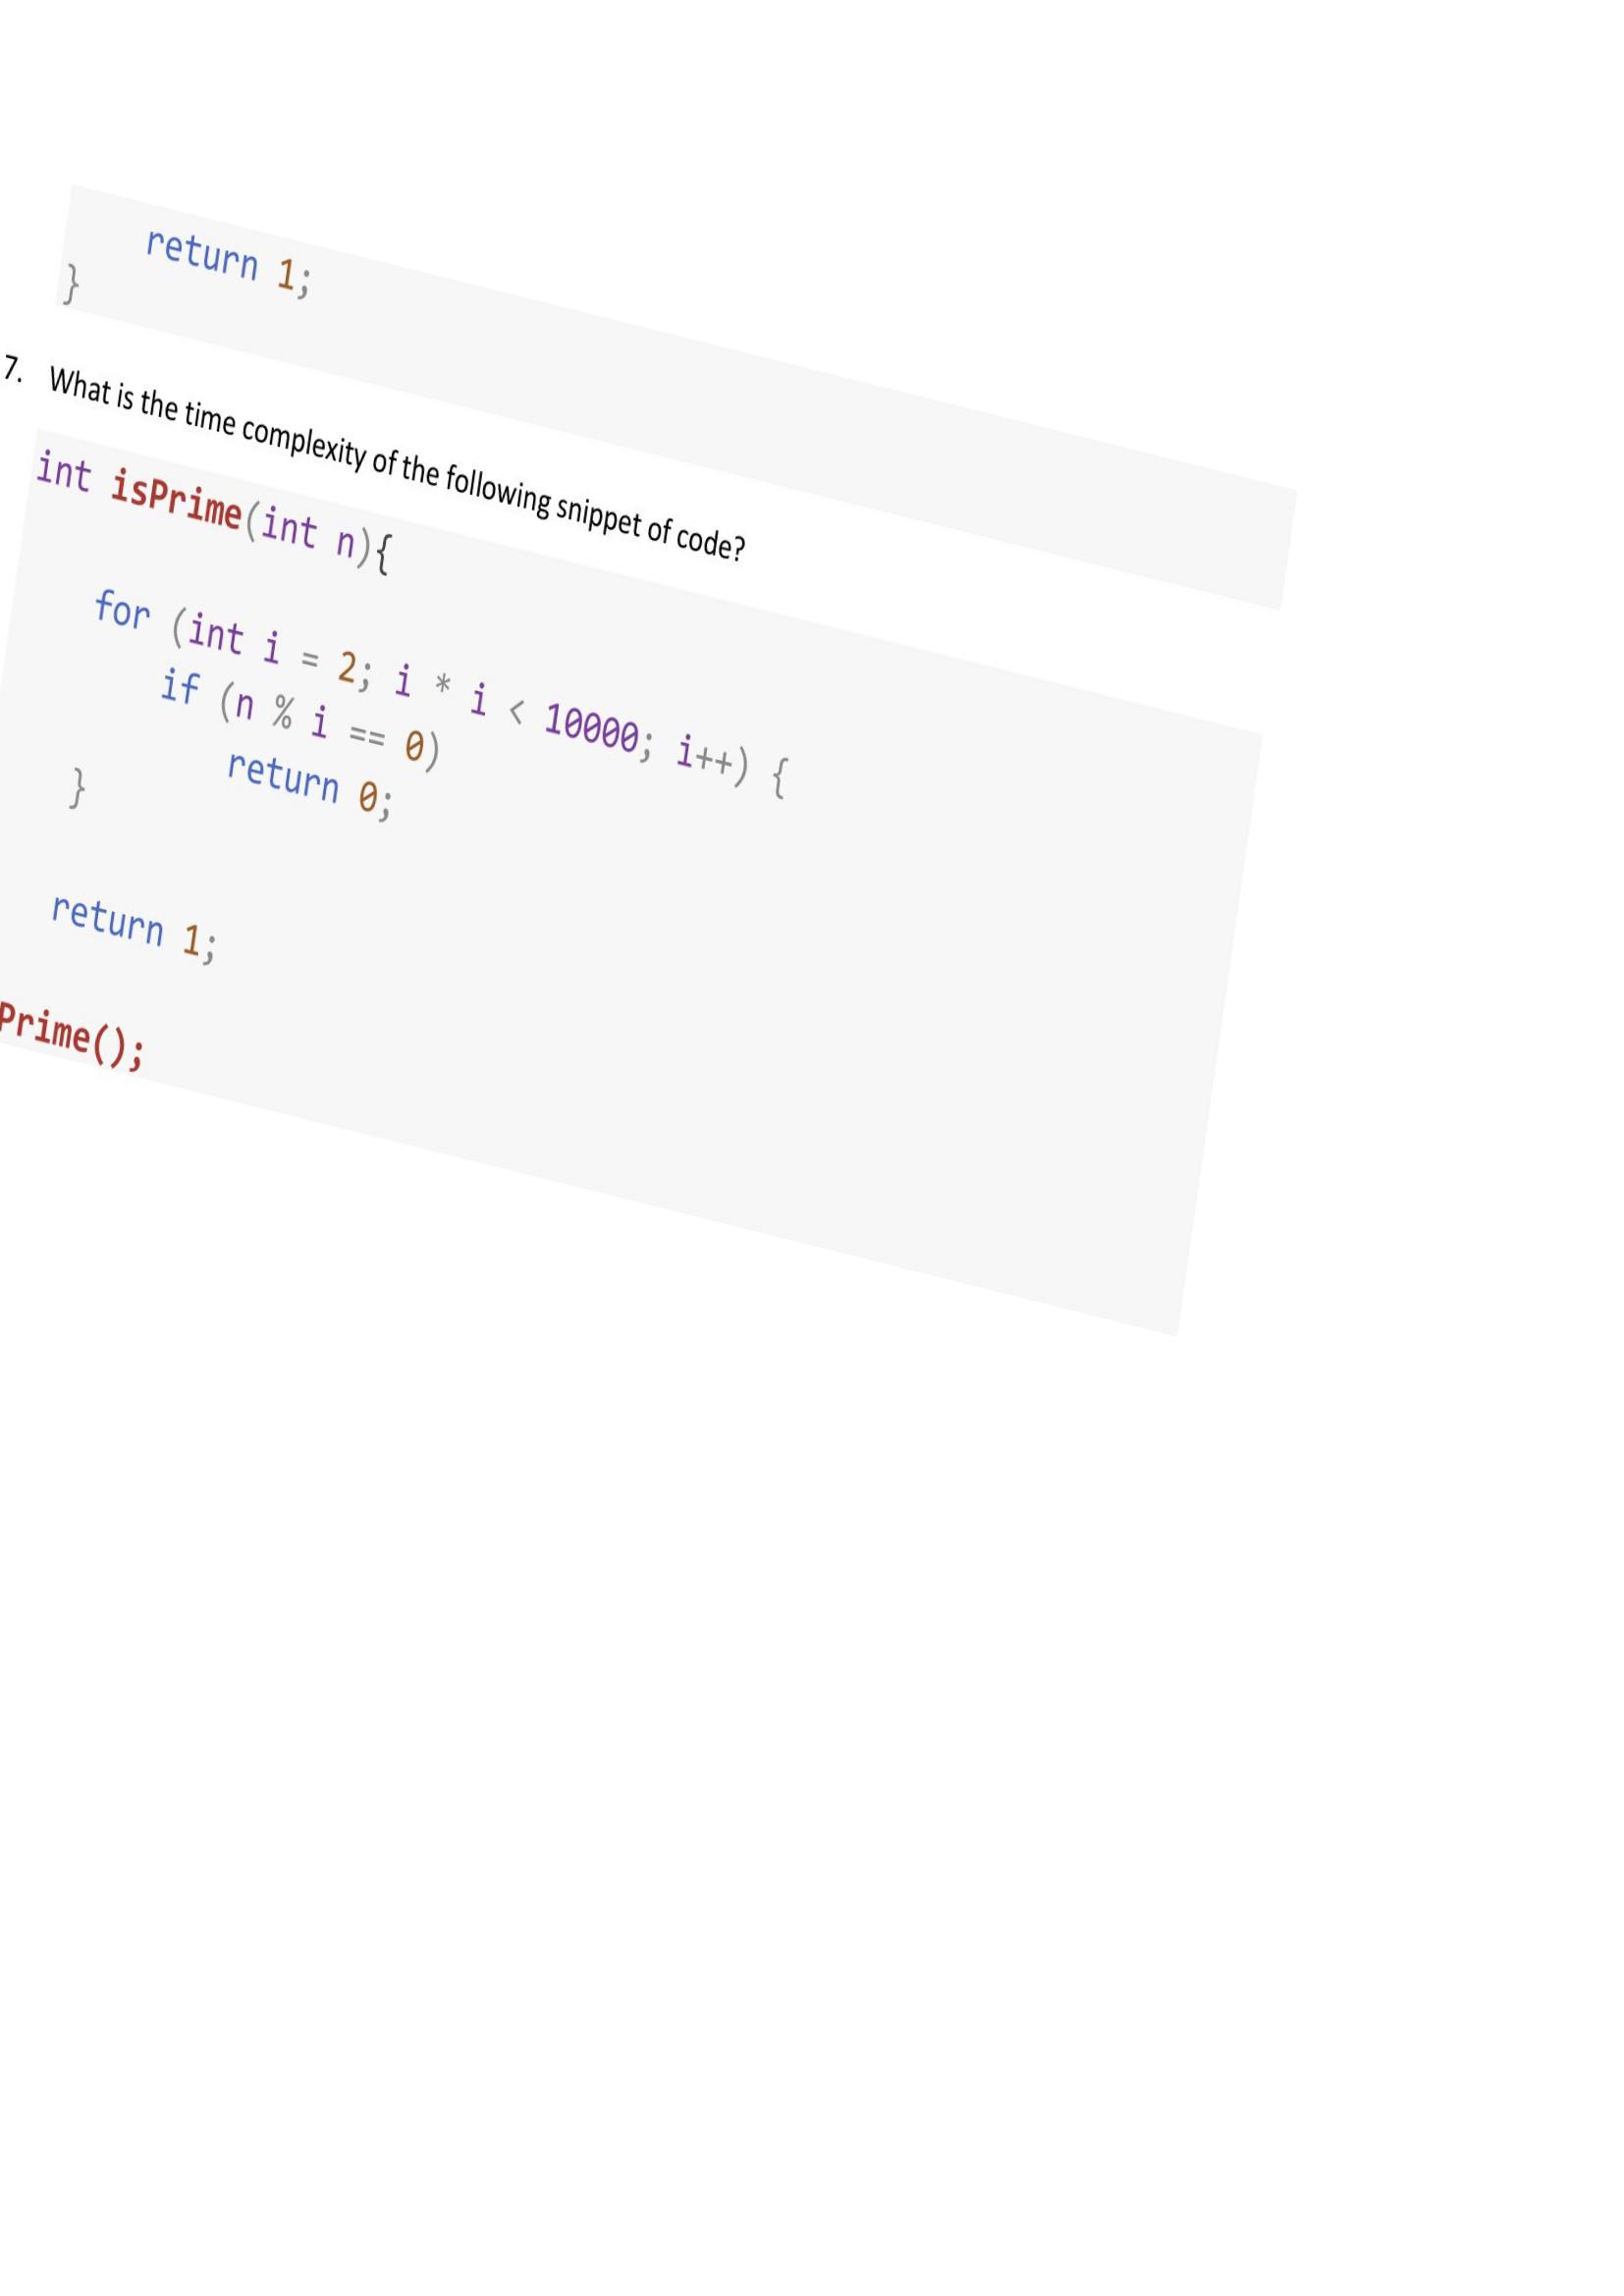 return 1;
}
7. What is the time complexity of the following snippet of code?
int isPrime(int n){
for (int i = 2; i * i < 10000; i++) {
if (n % i == 0)
return 0;
}
return 1;
Prime();